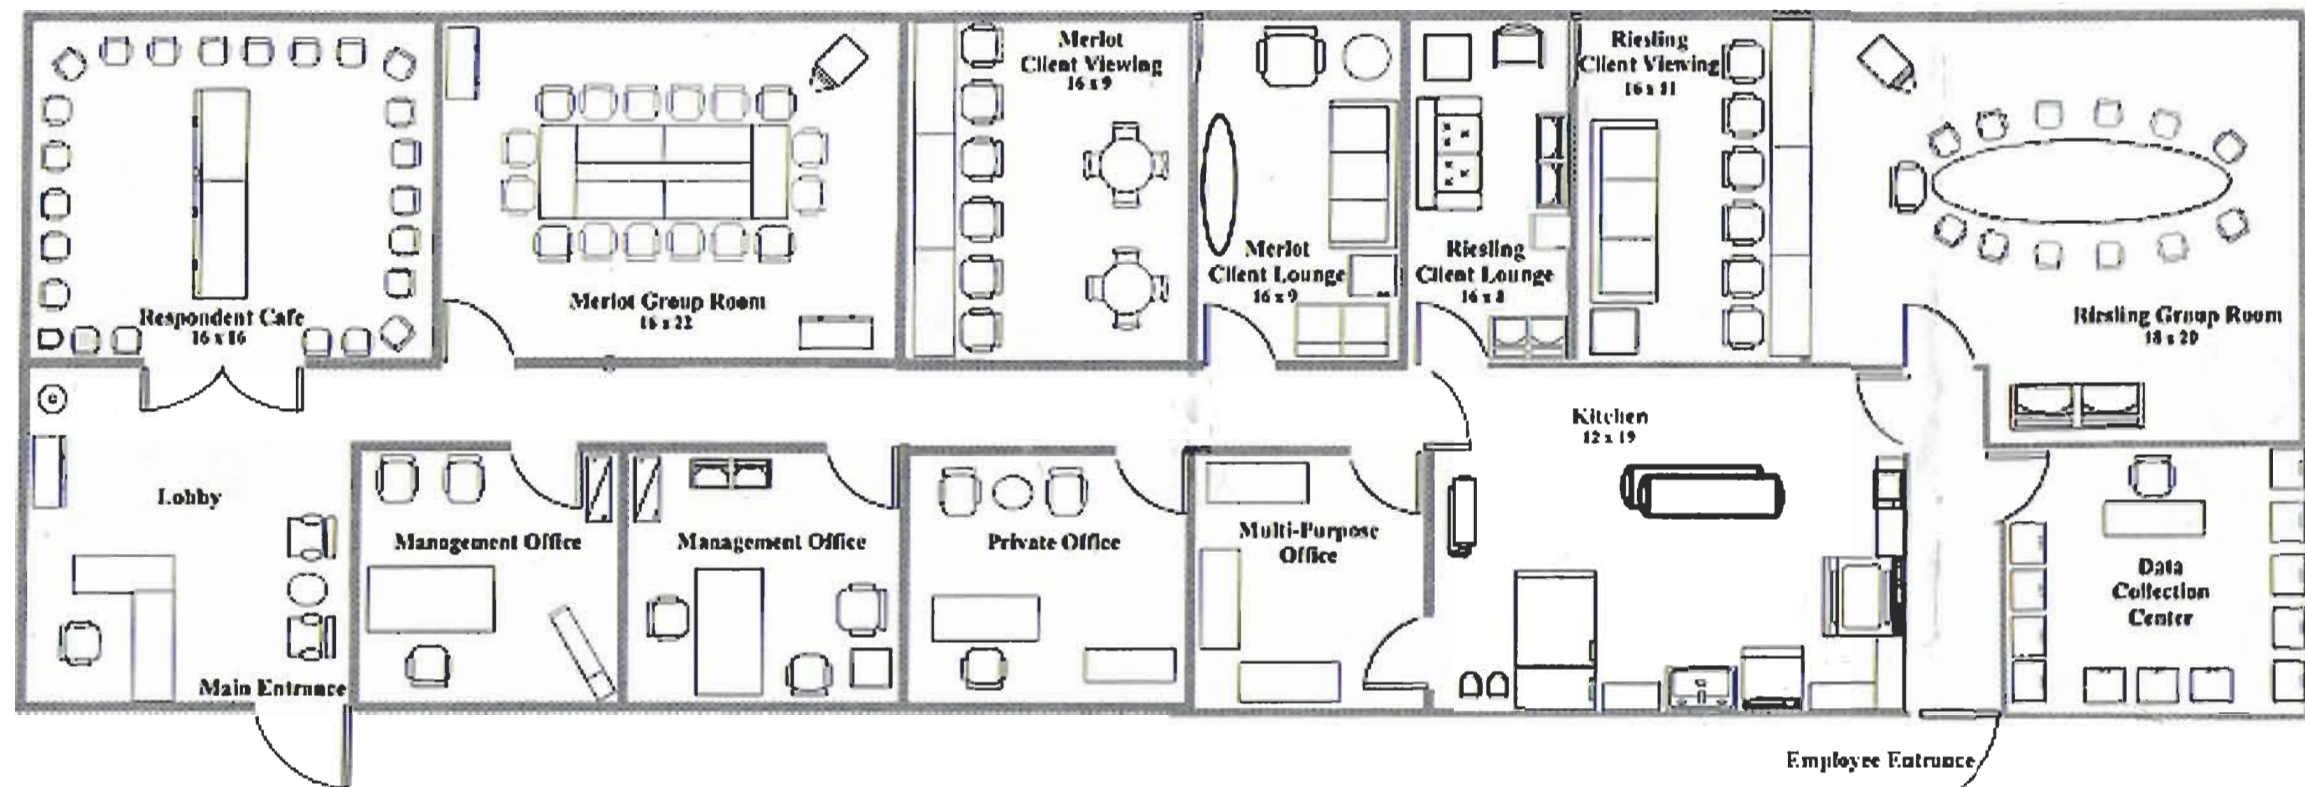 Respondent Cafe
16 x 16
Merlot Group Room
16 x 22
Merlot
Client Viewing
16 x 9
Merlot
Client Lounge
16 x 9
Riesling
Client Lounge
16 x 8
Riesling
Client Viewing
16 x 11
Riesling Group Room
18 x 20
Lobby
Main Entrance
Management Office
Management Office
Private Office
Multi-Purpose
Office
Kitchen
12 x 19
Data
Collection
Center
Employee Entrance